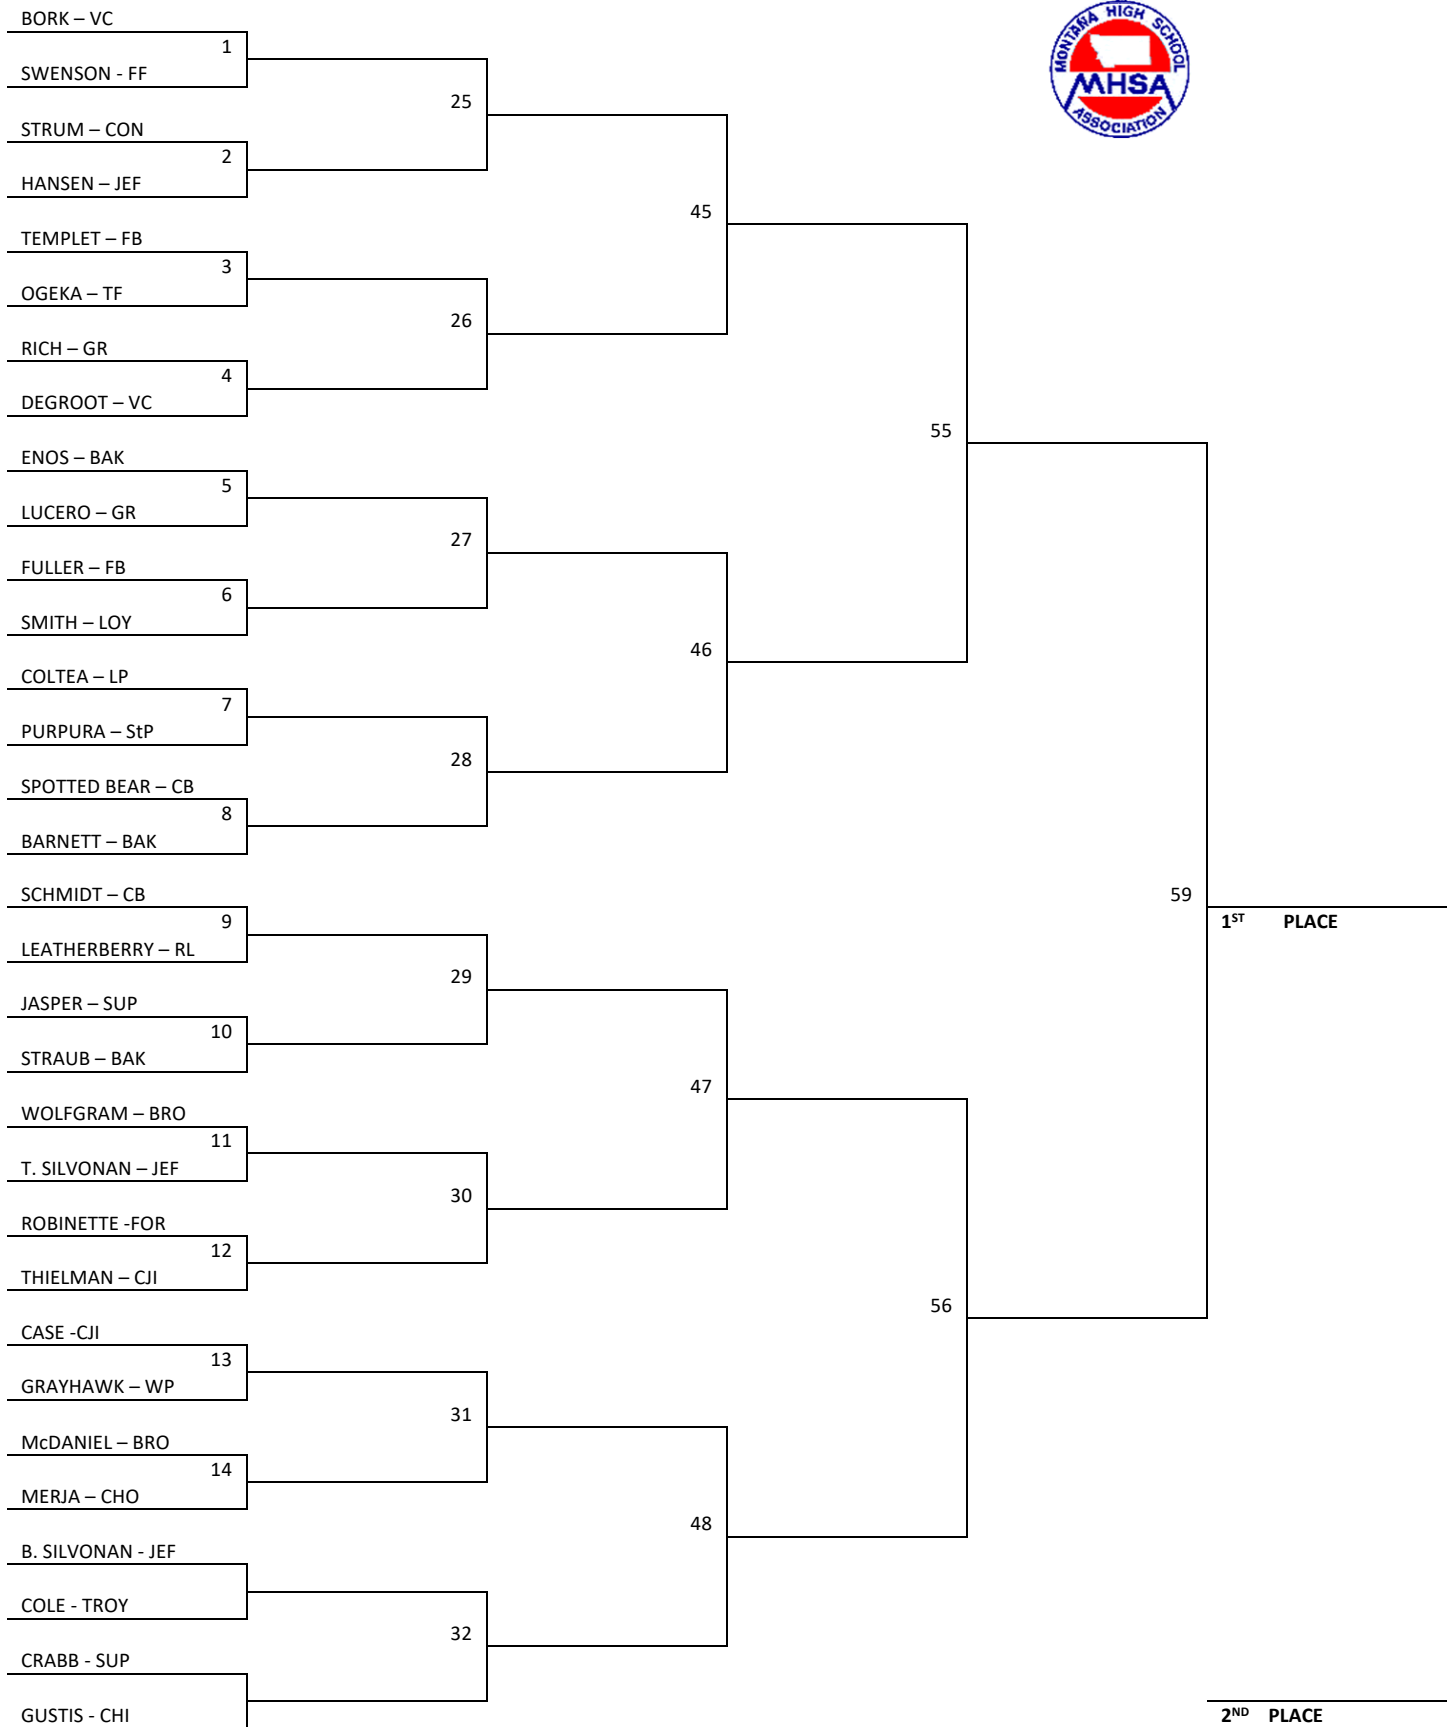 BORK – VC
1
SWENSON - FF
25
STRUM – CON
2
HANSEN – JEF
45
TEMPLET – FB
3
OGEKA – TF
26
RICH – GR
4
DEGROOT – VC
55
ENOS – BAK
5
LUCERO – GR
27
FULLER – FB
6
SMITH – LOY
46
COLTEA – LP
7
PURPURA – StP
28
SPOTTED BEAR – CB
8
BARNETT – BAK
59
1ST PLACE
SCHMIDT – CB
9
LEATHERBERRY – RL
29
JASPER – SUP
10
STRAUB – BAK
47
WOLFGRAM – BRO
11
T. SILVONAN – JEF
30
ROBINETTE -FOR
12
THIELMAN – CJI
56
CASE -CJI
13
GRAYHAWK – WP
31
McDANIEL – BRO
14
MERJA – CHO
48
B. SILVONAN - JEF
COLE - TROY
32
CRABB - SUP
GUSTIS - CHI
2ND PLACE
MONTANA HIGH SCHOOL
MHSA
ASSOCIATION